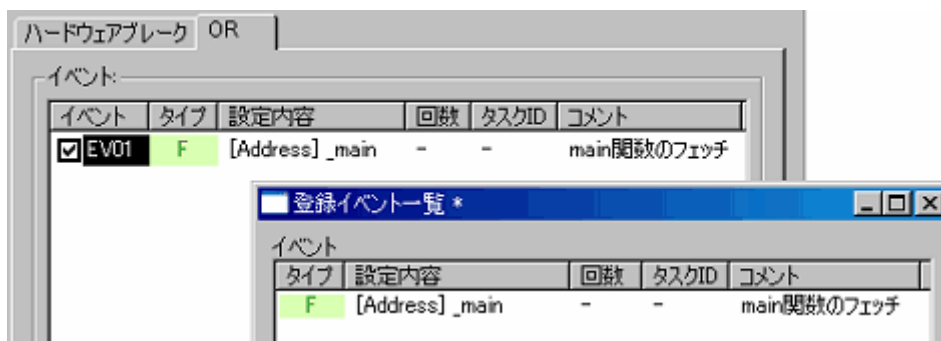 ハードウェアブレーク OR
イベント:
イベント タイプ 設定内容 回数 タスクID コメント
EV01 F [Address] _main - - main関数のフェッチ
登録イベント一覧 *
イベント
タイプ 設定内容 回数 タスクID コメント
F [Address] _main - - main関数のフェッチ